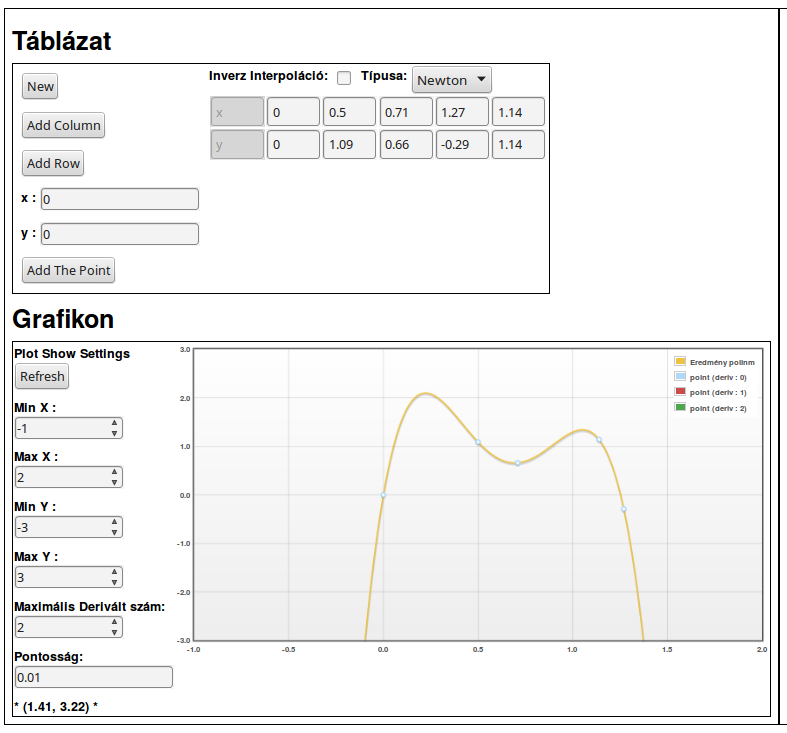 Táblázat
New
Inverz Interpoláció: Típusa: Newton
x 0 0.5 0.71 1.27 1.14
Add Column
y 0 1.09 0.66 -0.29 1.14
Add Row
x : 0
y : 0
Add The Point
Grafikon
Plot Show Settings
Refresh
Min X :
-1
Max X :
2
Min Y :
-3
Max Y :
3
Maximális Derivált szám:
2
Pontosság:
0.01
* (1.41, 3.22) *
3.0
2.0
1.0
0.0
-1.0
-2.0
-3.0
-1.0 -0.5 0.0 0.5 1.0 1.5 2.0
Eredmény polinm
point (deriv : 0)
point (deriv : 1)
point (deriv : 2)